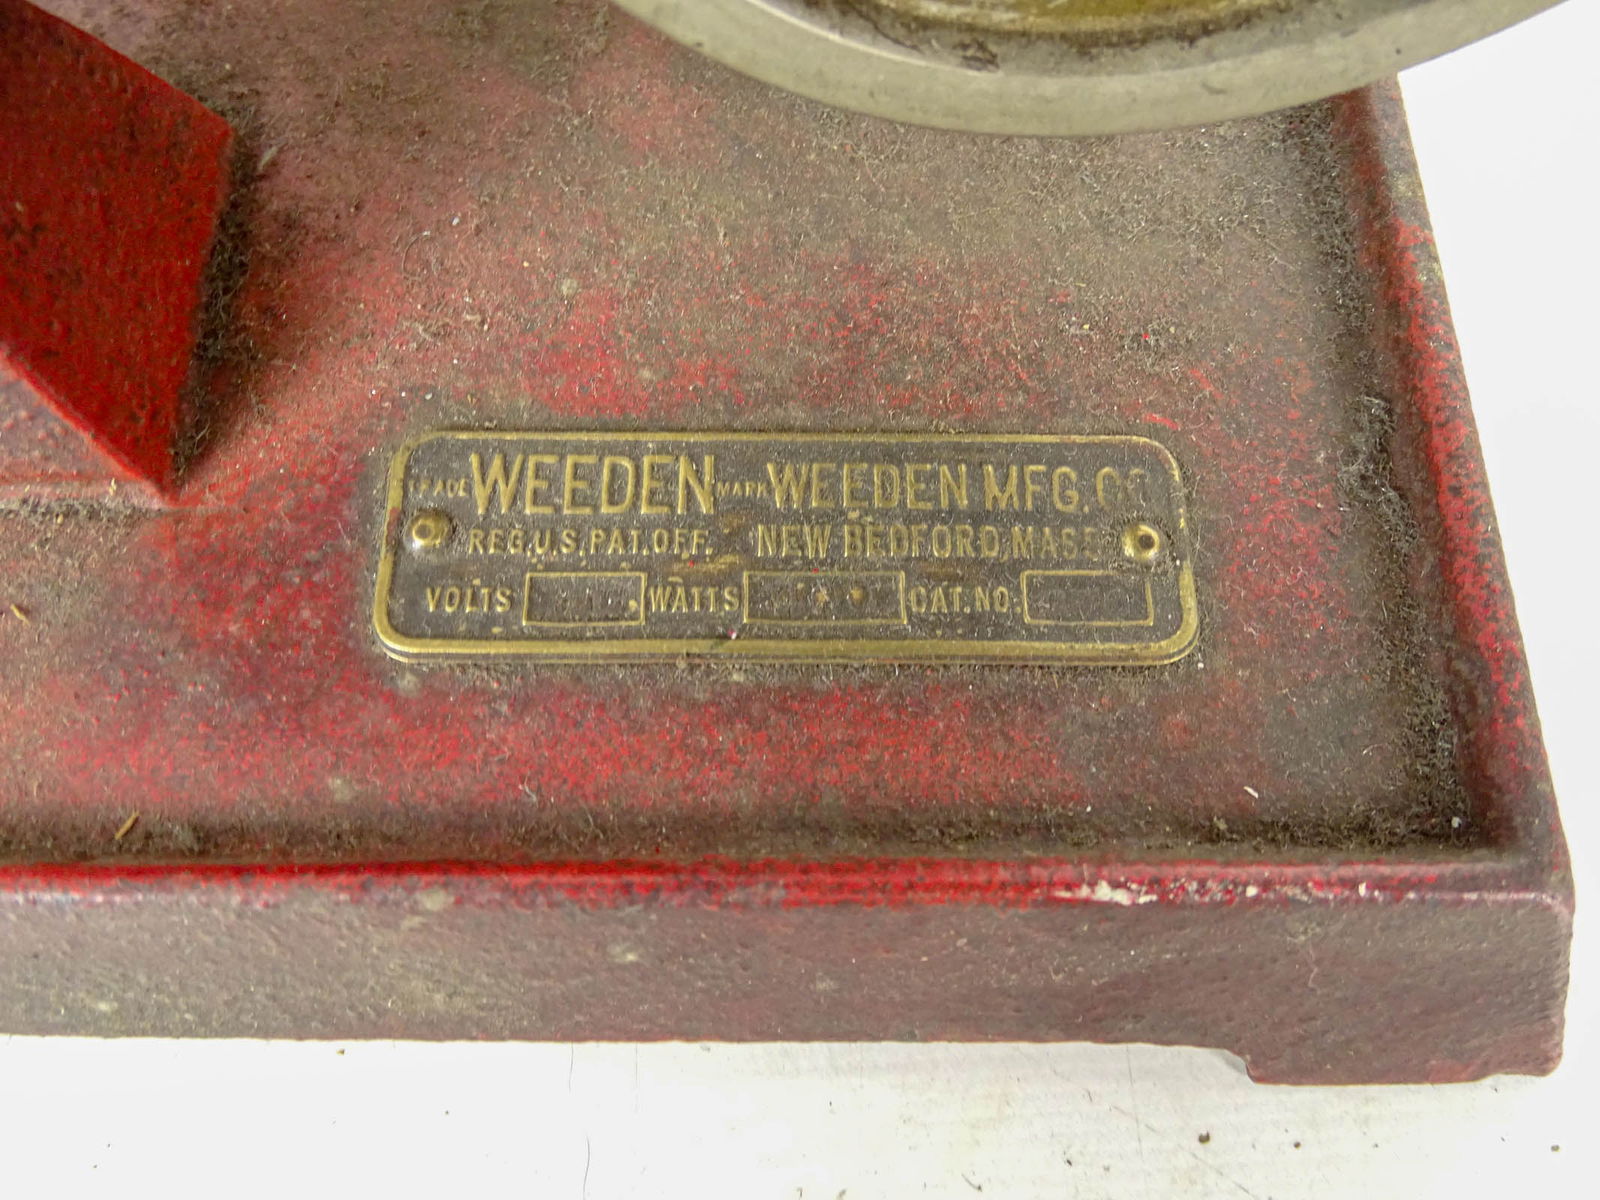 TRADE WEEDEN MARK WEEDEN MFG. CO.
REG. U.S. PAT. OFF. NEW BEDFORD, MASS.
VOLTS WATTS CAT. NO.